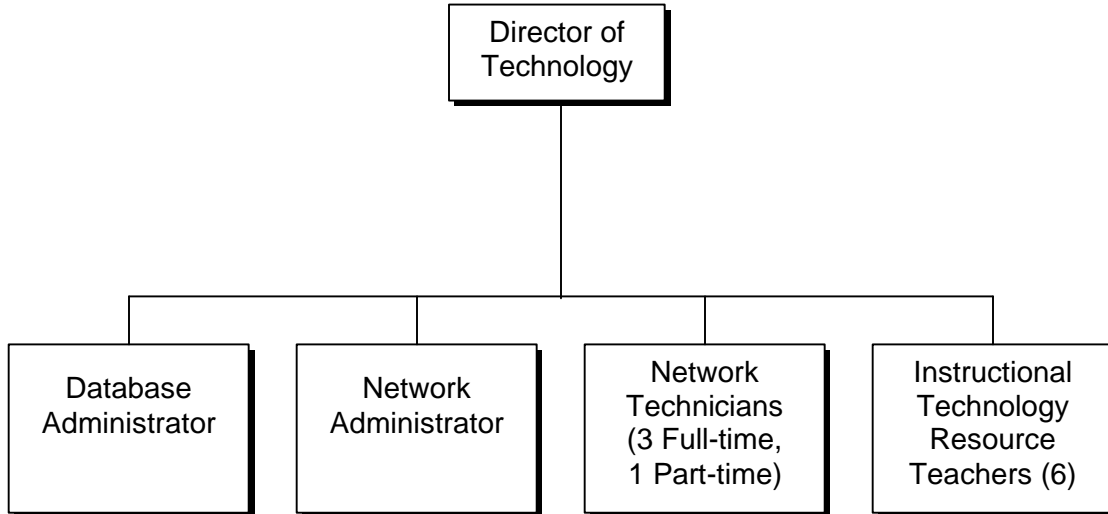 Director of
Technology
Database
Administrator
Network
Administrator
Network
Technicians
(3 Full-time,
1 Part-time)
Instructional
Technology
Resource
Teachers (6)